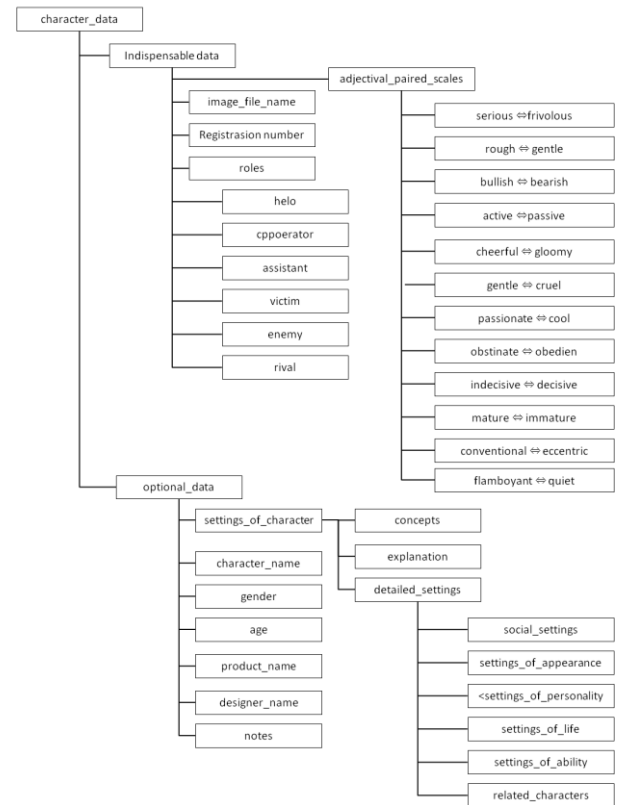 character_data
Indispensable data
adjectival_paired_scales
image_file_name
Registrasion number
roles
helo
cppoerator
assistant
victim
enemy
rival
serious ⇔frivolous
rough ⇔ gentle
bullish ⇔ bearish
active ⇔passive
cheerful ⇔ gloomy
gentle ⇔ cruel
passionate ⇔ cool
obstinate ⇔ obedien
indecisive ⇔ decisive
mature ⇔ immature
conventional ⇔ eccentric
flamboyant ⇔ quiet
optional_data
settings_of_character
concepts
explanation
detailed_settings
character_name
gender
age
product_name
designer_name
notes
social_settings
settings_of_appearance
<settings_of_personality
settings_of_life
settings_of_ability
related_characters